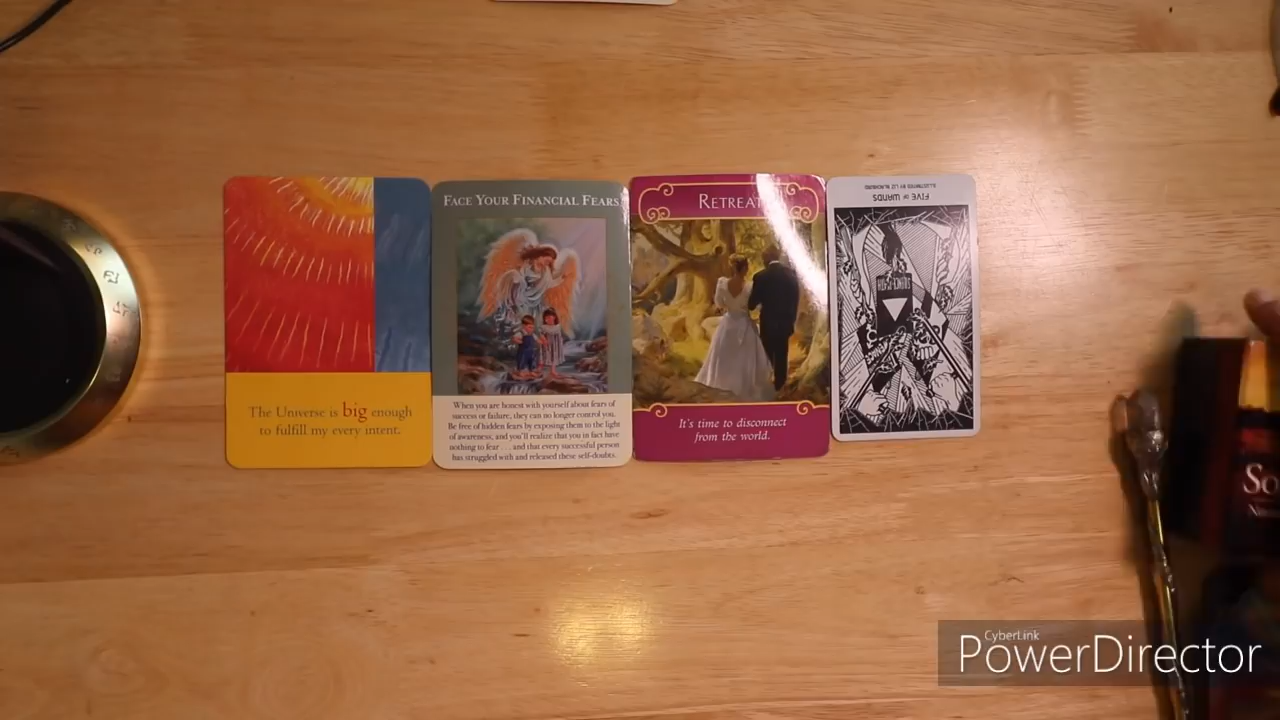 The Universe is big enough
to fulfill my every intent.
FACE YOUR FINANCIAL FEARS
When you are honest with yourself about fears of
success or failure, they can no longer control you.
Be free of hidden fears by exposing them to the light
of awareness, and you'll realize that you in fact have
nothing to fear . . . and that every successful person
has struggled with and released these self-doubts.
RETREAT
It's time to disconnect
from the world.
FIVE OF WANDS
So
CyberLink
PowerDirector